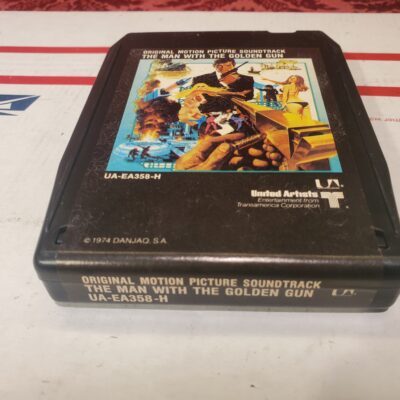 ORIGINAL MOTION PICTURE SOUNDTRACK
THE MAN WITH THE GOLDEN GUN
UA-EA358-H
United Artists
Entertainment from
Transamerica Corporation
© 1974 DANJAQ, S.A.
ORIGINAL MOTION PICTURE SOUNDTRACK
THE MAN WITH THE GOLDEN GUN
UA-EA358-H